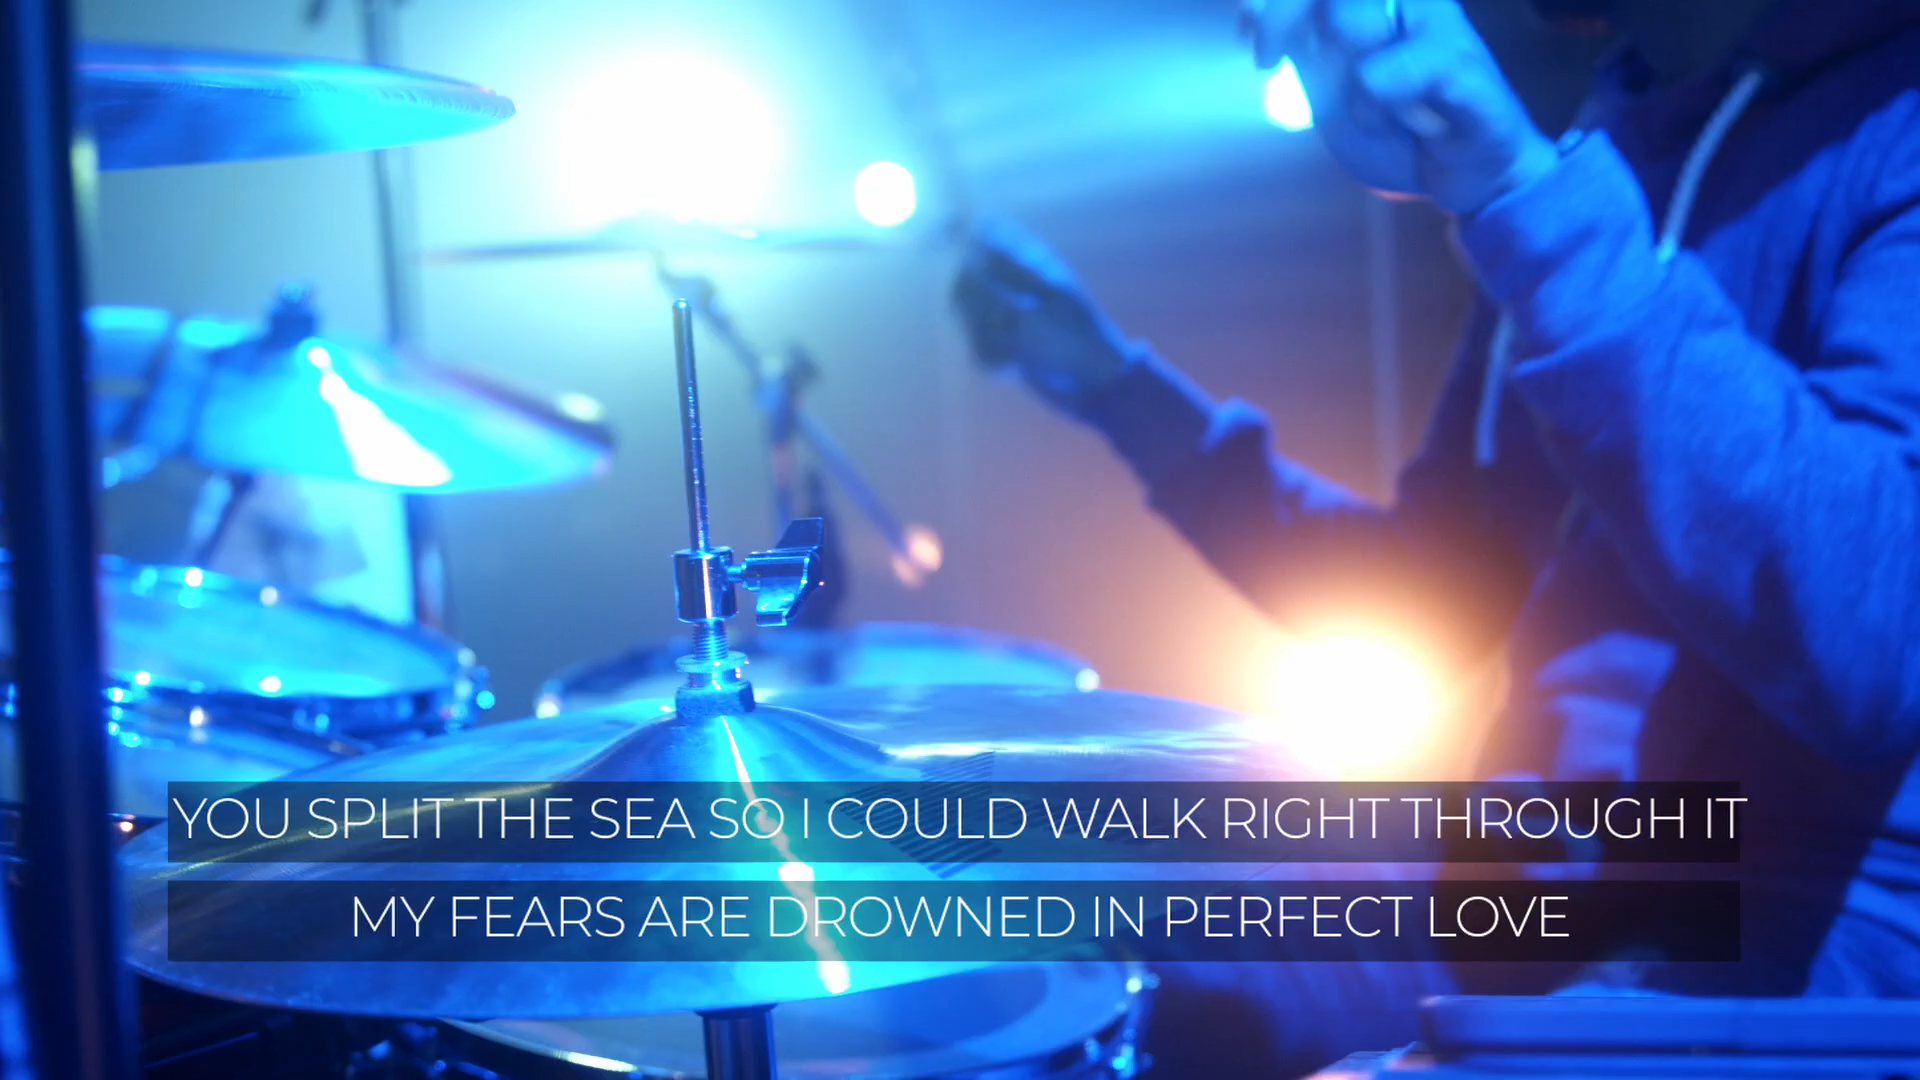 YOU SPLIT THE SEA SO I COULD WALK RIGHT THROUGH IT
MY FEARS ARE DROWNED IN PERFECT LOVE